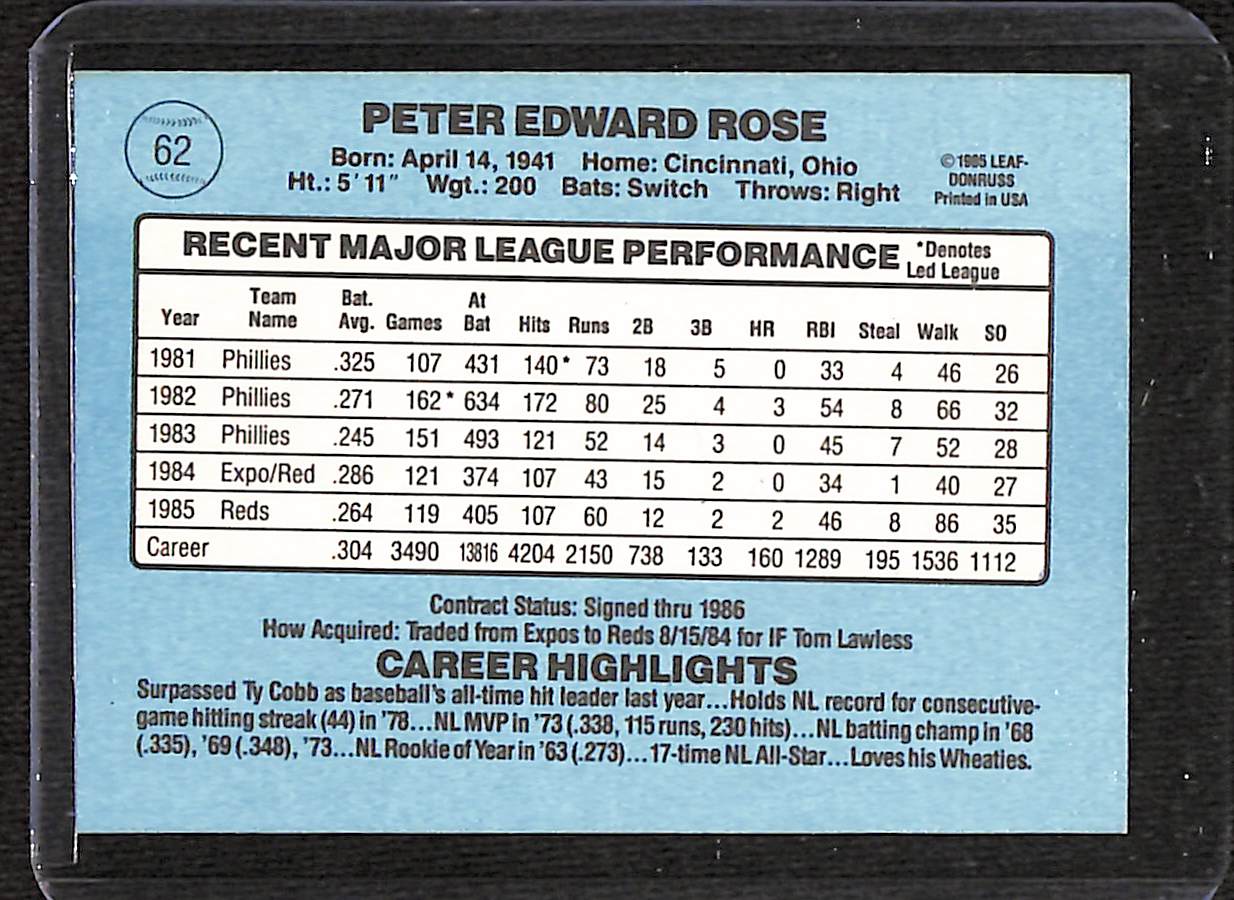 62
PETER EDWARD ROSE
Born: April 14, 1941 Home: Cincinnati, Ohio
Ht.: 5'11" Wgt.: 200 Bats: Switch Throws: Right
©1985 LEAF-
DONRUSS
Printed in USA
RECENT MAJOR LEAGUE PERFORMANCE *Denotes
Led League
Year Team Name Bat. Avg. Games At Bat Hits Runs 2B 3B HR RBI Steal Walk SO
1981 Phillies .325 107 431 140* 73 18 5 0 33 4 46 26
1982 Phillies .271 162* 634 172 80 25 4 3 54 8 66 32
1983 Phillies .245 151 493 121 52 14 3 0 45 7 52 28
1984 Expo/Red .286 121 374 107 43 15 2 0 34 1 40 27
1985 Reds .264 119 405 107 60 12 2 2 46 8 86 35
Career .304 3490 13816 4204 2150 738 133 160 1289 195 1536 1112
Contract Status: Signed thru 1986
How Acquired: Traded from Expos to Reds 8/15/84 for IF Tom Lawless
CAREER HIGHLIGHTS
Surpassed Ty Cobb as baseball's all-time hit leader last year...Holds NL record for consecutive-
game hitting streak (44) in '78...NL MVP in '73 (.338, 115 runs, 230 hits)...NL batting champ in '68
(.335), '69 (.348), '73...NL Rookie of Year in '63 (.273)...17-time NL All-Star...Loves his Wheaties.